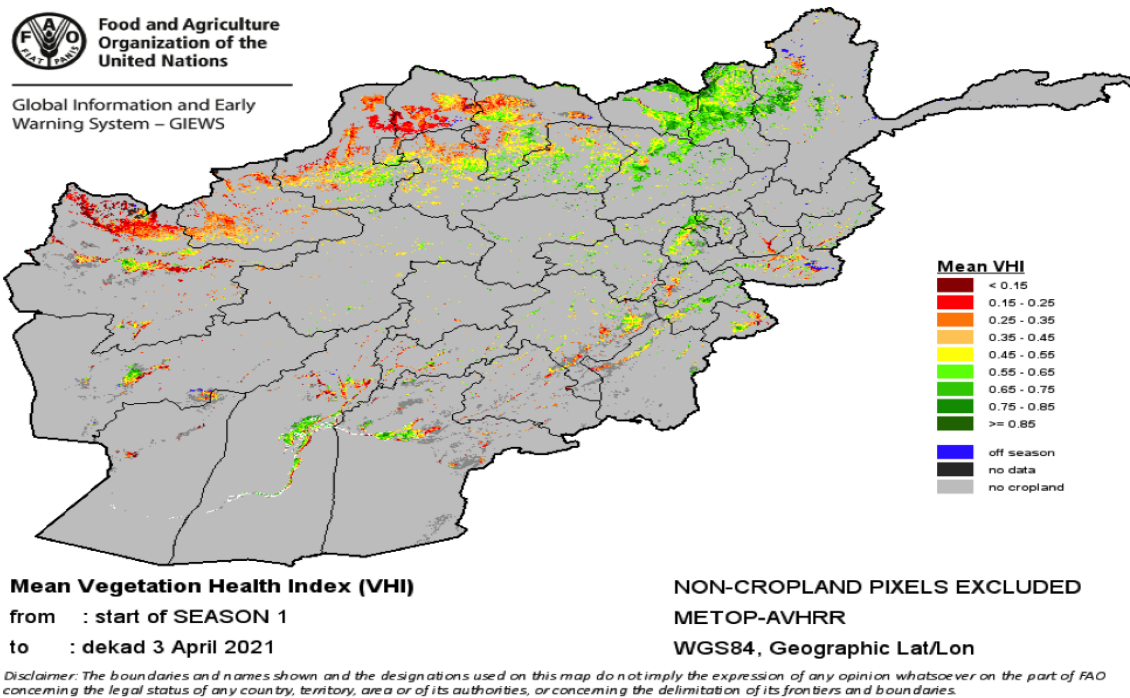 FAO
FIAT PANIS
Food and Agriculture
Organization of the
United Nations
Global Information and Early
Warning System – GIEWS
Mean VHI
< 0.15
0.15 - 0.25
0.25 - 0.35
0.35 - 0.45
0.45 - 0.55
0.55 - 0.65
0.65 - 0.75
0.75 - 0.85
>= 0.85
off season
no data
no cropland
Mean Vegetation Health Index (VHI)
from : start of SEASON 1
to : dekad 3 April 2021
NON-CROPLAND PIXELS EXCLUDED
METOP-AVHRR
WGS84, Geographic Lat/Lon
Disclaimer: The boundaries and names shown and the designations used on this map do not imply the expression of any opinion whatsoever on the part of FAO
concerning the legal status of any country, territory, area or of its authorities, or concerning the delimitation of its frontiers and boundaries.